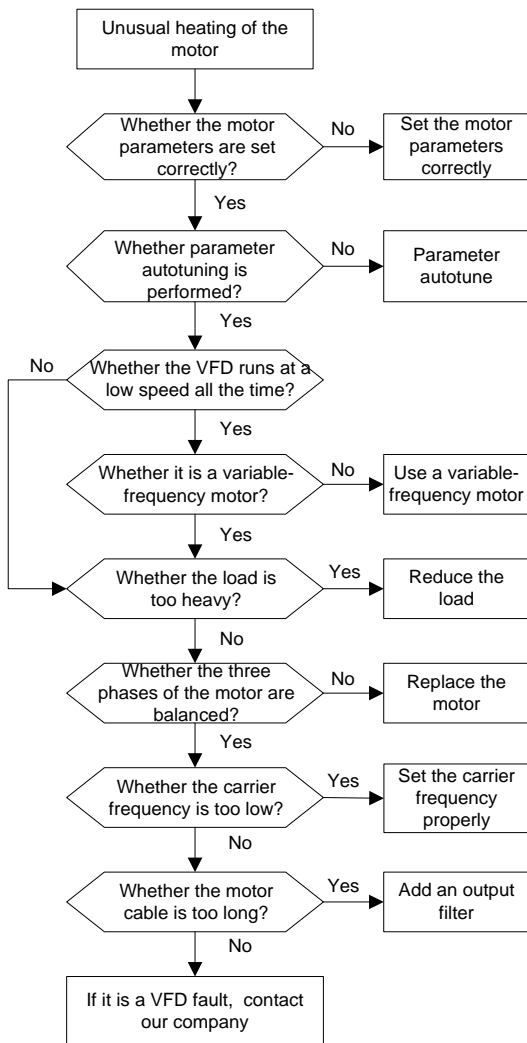 Unusual heating of the
motor
Whether the motor
parameters are set
correctly?
No
Set the motor
parameters
correctly
Yes
Whether parameter
autotuning is
performed?
No
Parameter
autotune
Yes
No
Whether the VFD runs at a
low speed all the time?
Yes
Whether it is a variable-
frequency motor?
No
Use a variable-
frequency motor
Yes
Whether the load is
too heavy?
Yes
Reduce the
load
No
Whether the three
phases of the motor are
balanced?
No
Replace the
motor
Yes
Whether the carrier
frequency is too low?
Yes
Set the carrier
frequency
properly
No
Whether the motor
cable is too long?
Yes
Add an output
filter
No
If it is a VFD fault, contact
our company